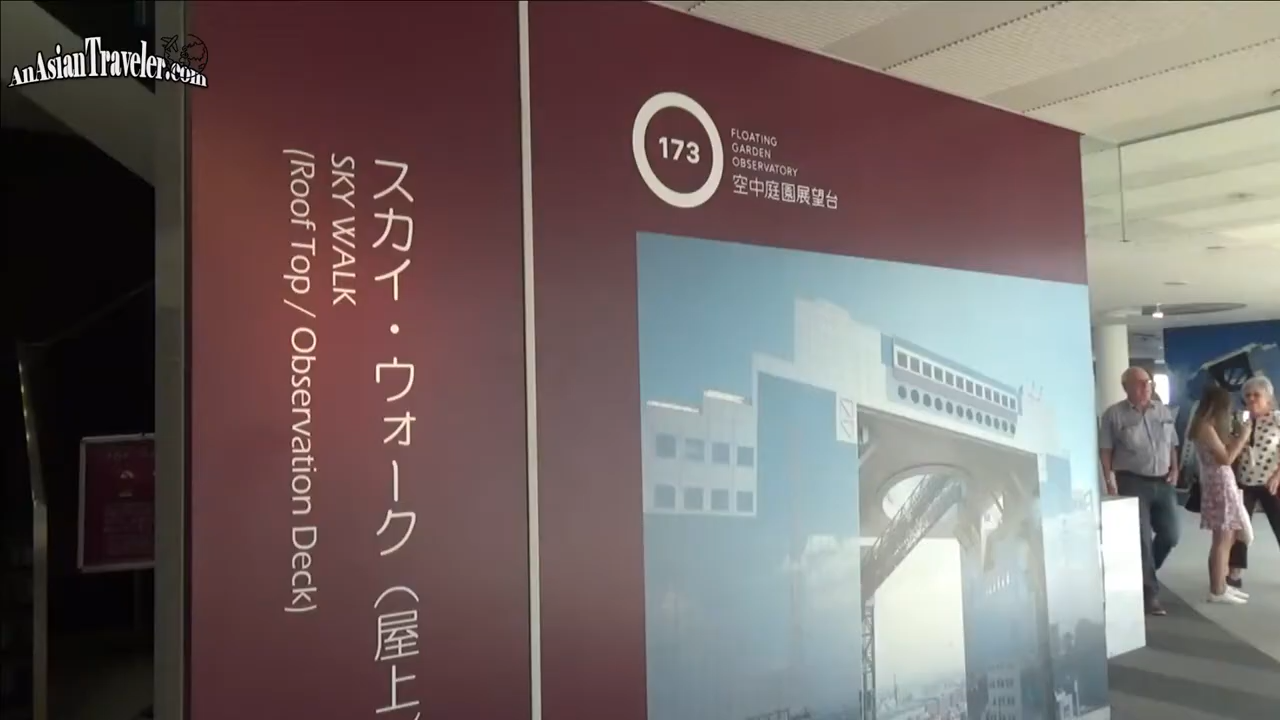 AnAsianTraveler.com
スカイ・ウォーク（屋上
SKY WALK
(Roof Top / Observation Deck)
173
FLOATING
GARDEN
OBSERVATORY
空中庭園展望台